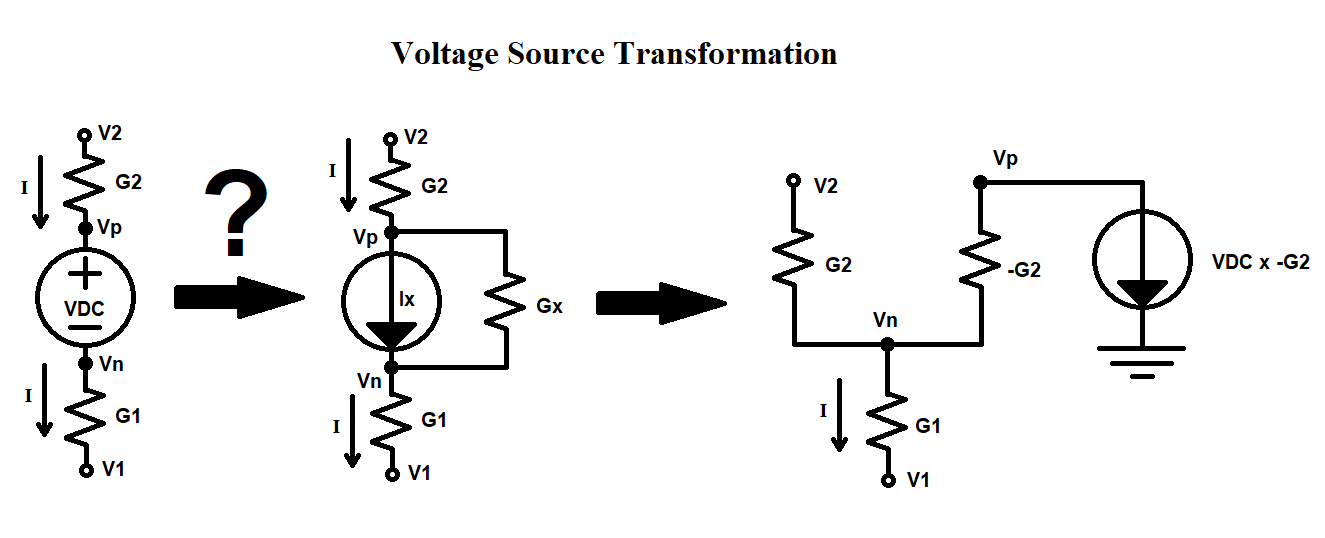 Voltage Source Transformation
V2
I
G2
Vp
+
VDC
−
Vn
I
G1
V1
?
V2
I
G2
Vp
Ix
Gx
Vn
I
G1
V1
Vp
V2
G2
-G2
VDC x -G2
Vn
I
G1
V1